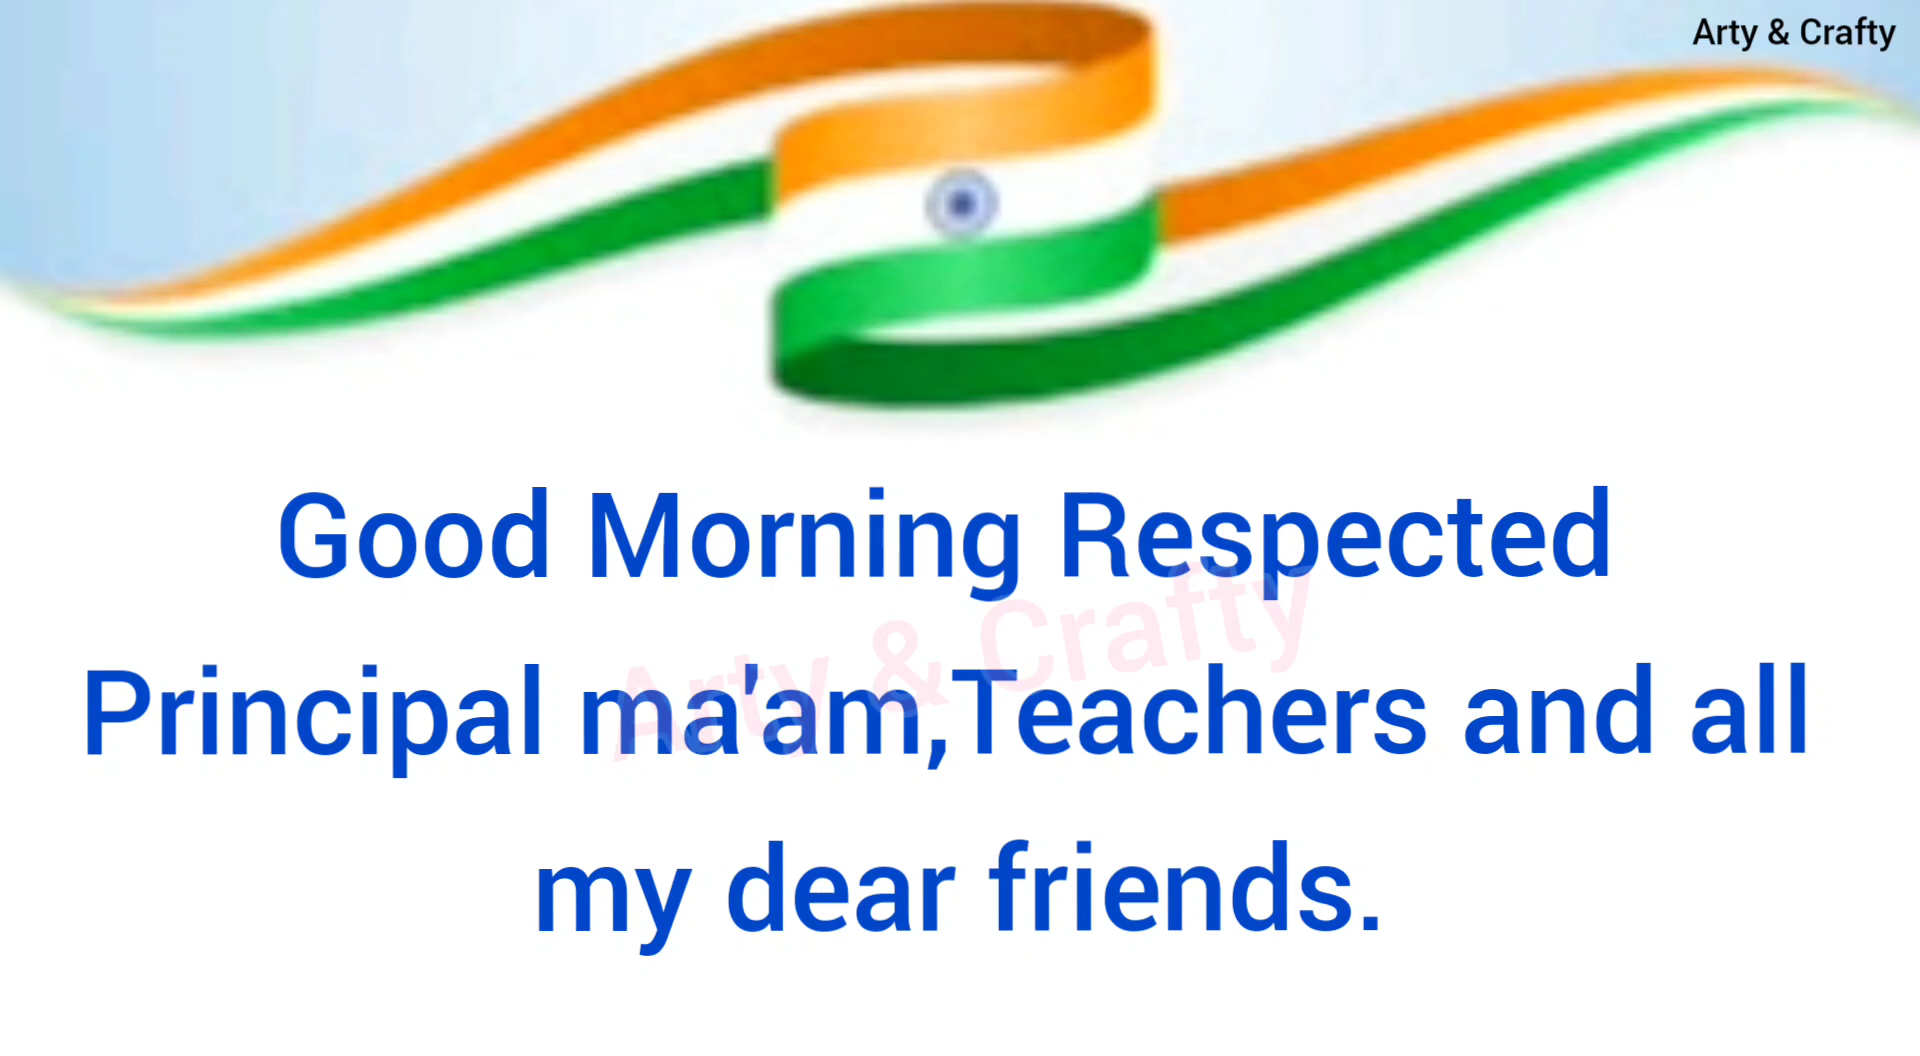 Arty & Crafty
Good Morning Respected
Principal ma'am,Teachers and all
my dear friends.
Arty & Crafty